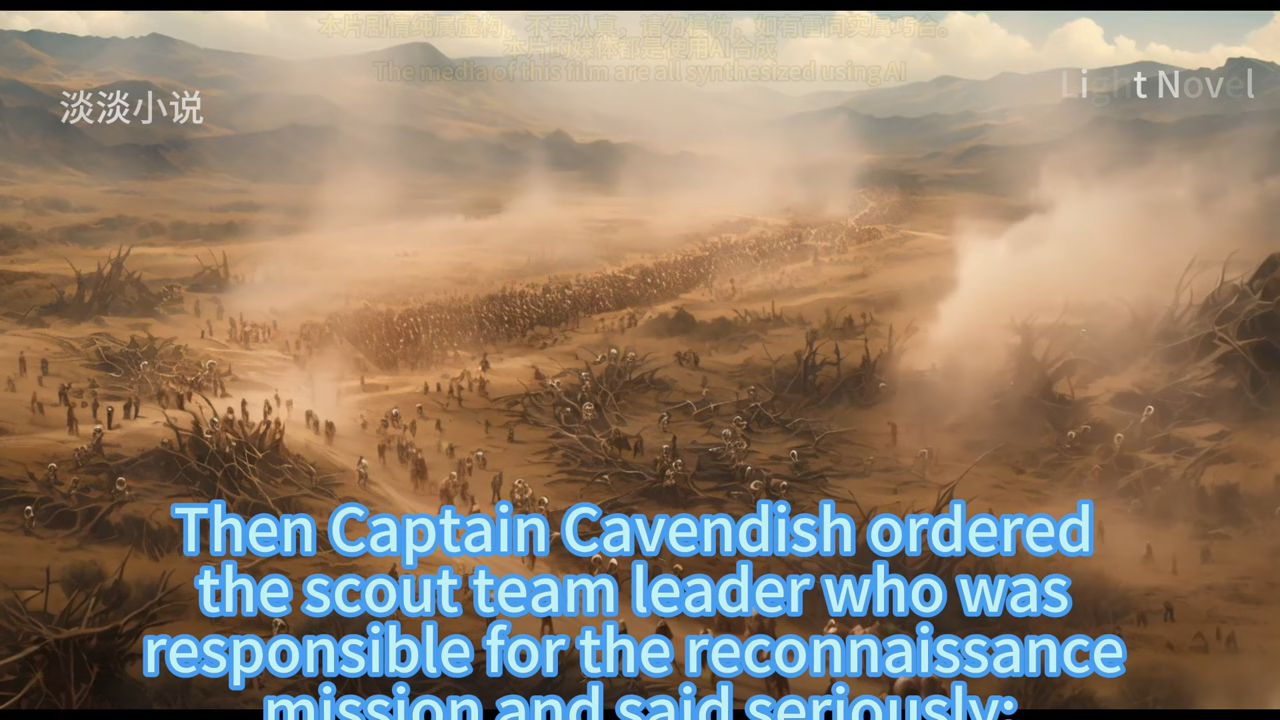 本片剧情纯属虚构，不要认真，请勿模仿，如有雷同实属巧合。
本片的媒体都是使用AI合成
The media of this film are all synthesized using AI
淡淡小说
Light Novel
Then Captain Cavendish ordered
the scout team leader who was
responsible for the reconnaissance
mission and said seriously: